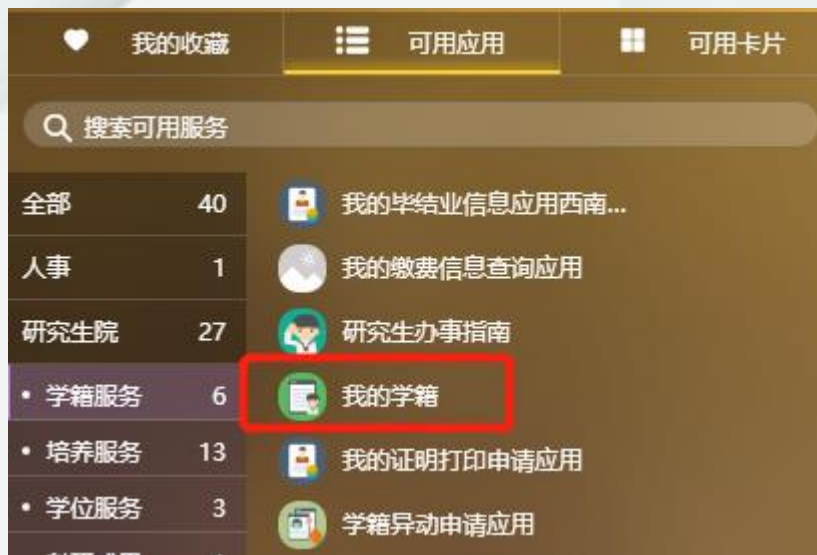 我的收藏 可用应用 可用卡片
搜索可用服务
全部 40
人事 1
研究生院 27
• 学籍服务 6
• 培养服务 13
• 学位服务 3
我的毕结业信息应用西南...
我的缴费信息查询应用
研究生办事指南
我的学籍
我的证明打印申请应用
学籍异动申请应用